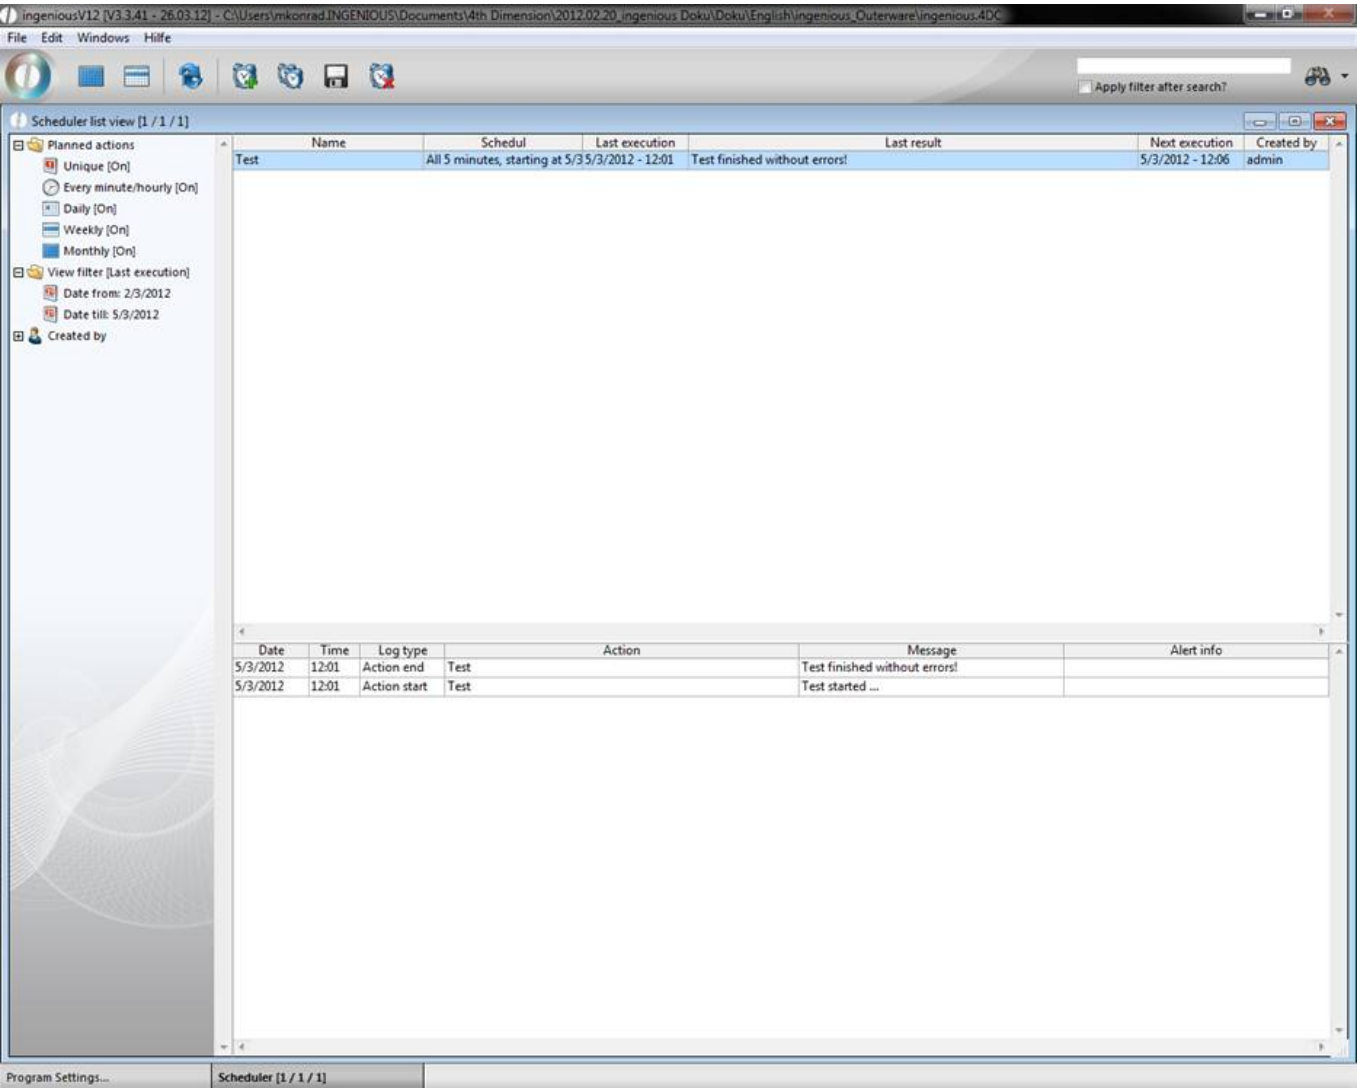 ingeniousV12 [V3.3.41 - 26.03.12] - C:\Users\mkonrad.INGENIOUS\Documents\4th Dimension\2012.02.20_ingenious Doku\Doku\English\ingenious_Outerware\ingenious.4DC
File Edit Windows Hilfe
Apply filter after search?
Scheduler list view [1 / 1 / 1]
Planned actions
Unique [On]
Every minute/hourly [On]
Daily [On]
Weekly [On]
Monthly [On]
View filter [Last execution]
Date from: 2/3/2012
Date till: 5/3/2012
Created by
Name Schedul Last execution Last result Next execution Created by
Test All 5 minutes, starting at 5/3 5/3/2012 - 12:01 Test finished without errors! 5/3/2012 - 12:06 admin
Date Time Log type Action Message Alert info
5/3/2012 12:01 Action end Test Test finished without errors!
5/3/2012 12:01 Action start Test Test started ...
Program Settings... Scheduler [1 / 1 / 1]